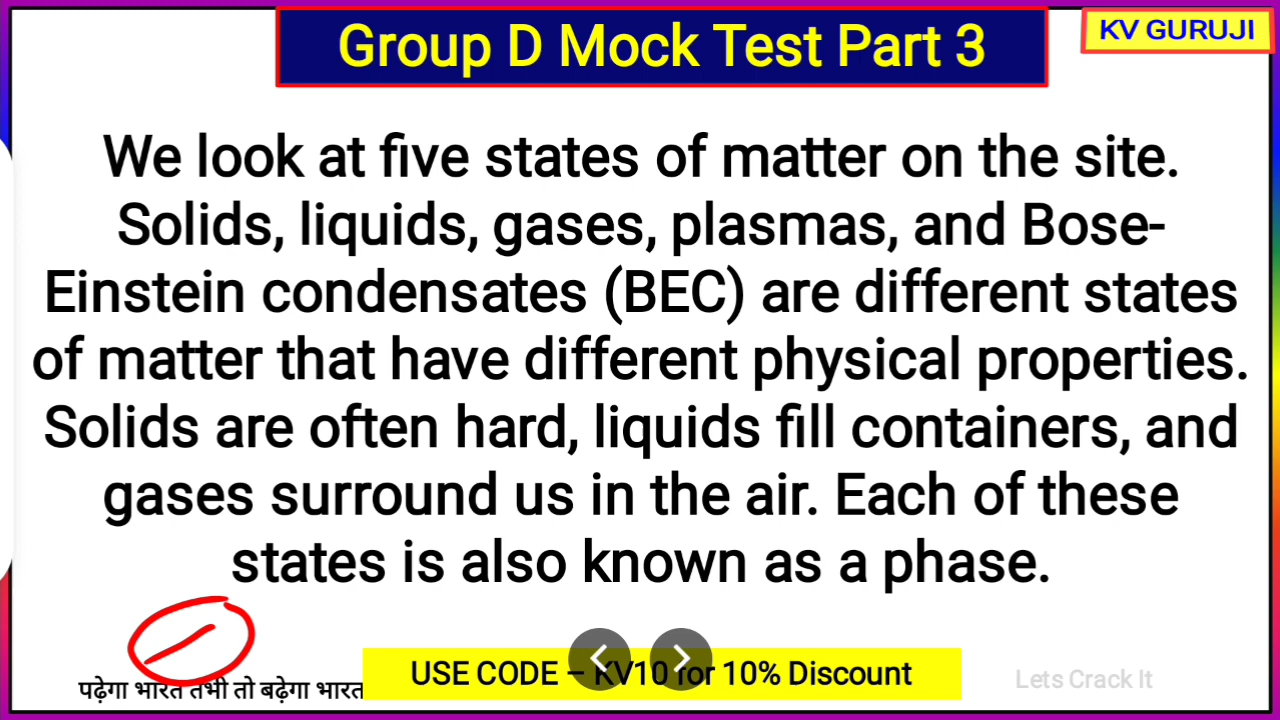 Group D Mock Test Part 3
KV GURUJI
We look at five states of matter on the site.
Solids, liquids, gases, plasmas, and Bose-
Einstein condensates (BEC) are different states
of matter that have different physical properties.
Solids are often hard, liquids fill containers, and
gases surround us in the air. Each of these
states is also known as a phase.
पढ़ेगा भारत तभी तो बढ़ेगा भारत
USE CODE – KV10 for 10% Discount
Lets Crack It